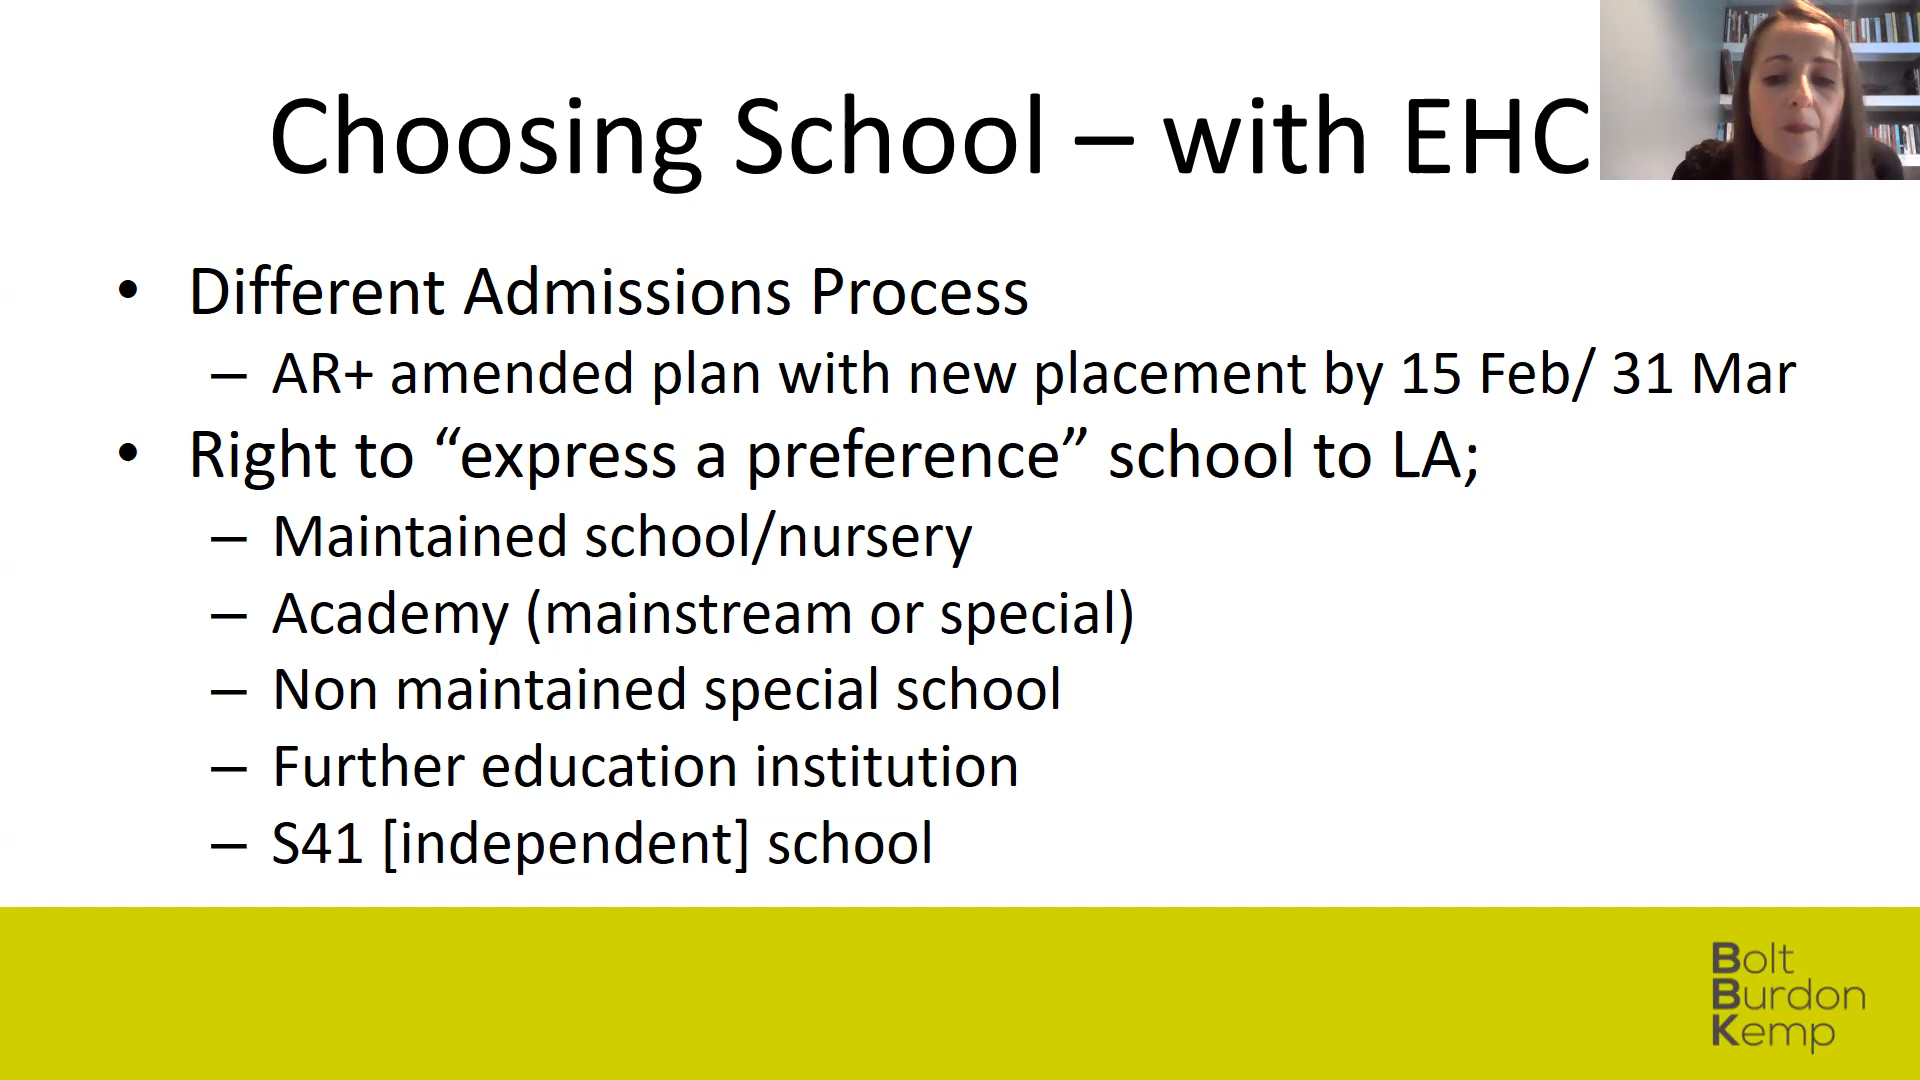 Choosing School – with EHC
• Different Admissions Process
– AR+ amended plan with new placement by 15 Feb/ 31 Mar
• Right to “express a preference” school to LA;
– Maintained school/nursery
– Academy (mainstream or special)
– Non maintained special school
– Further education institution
– S41 [independent] school
Bolt
Burdon
Kemp